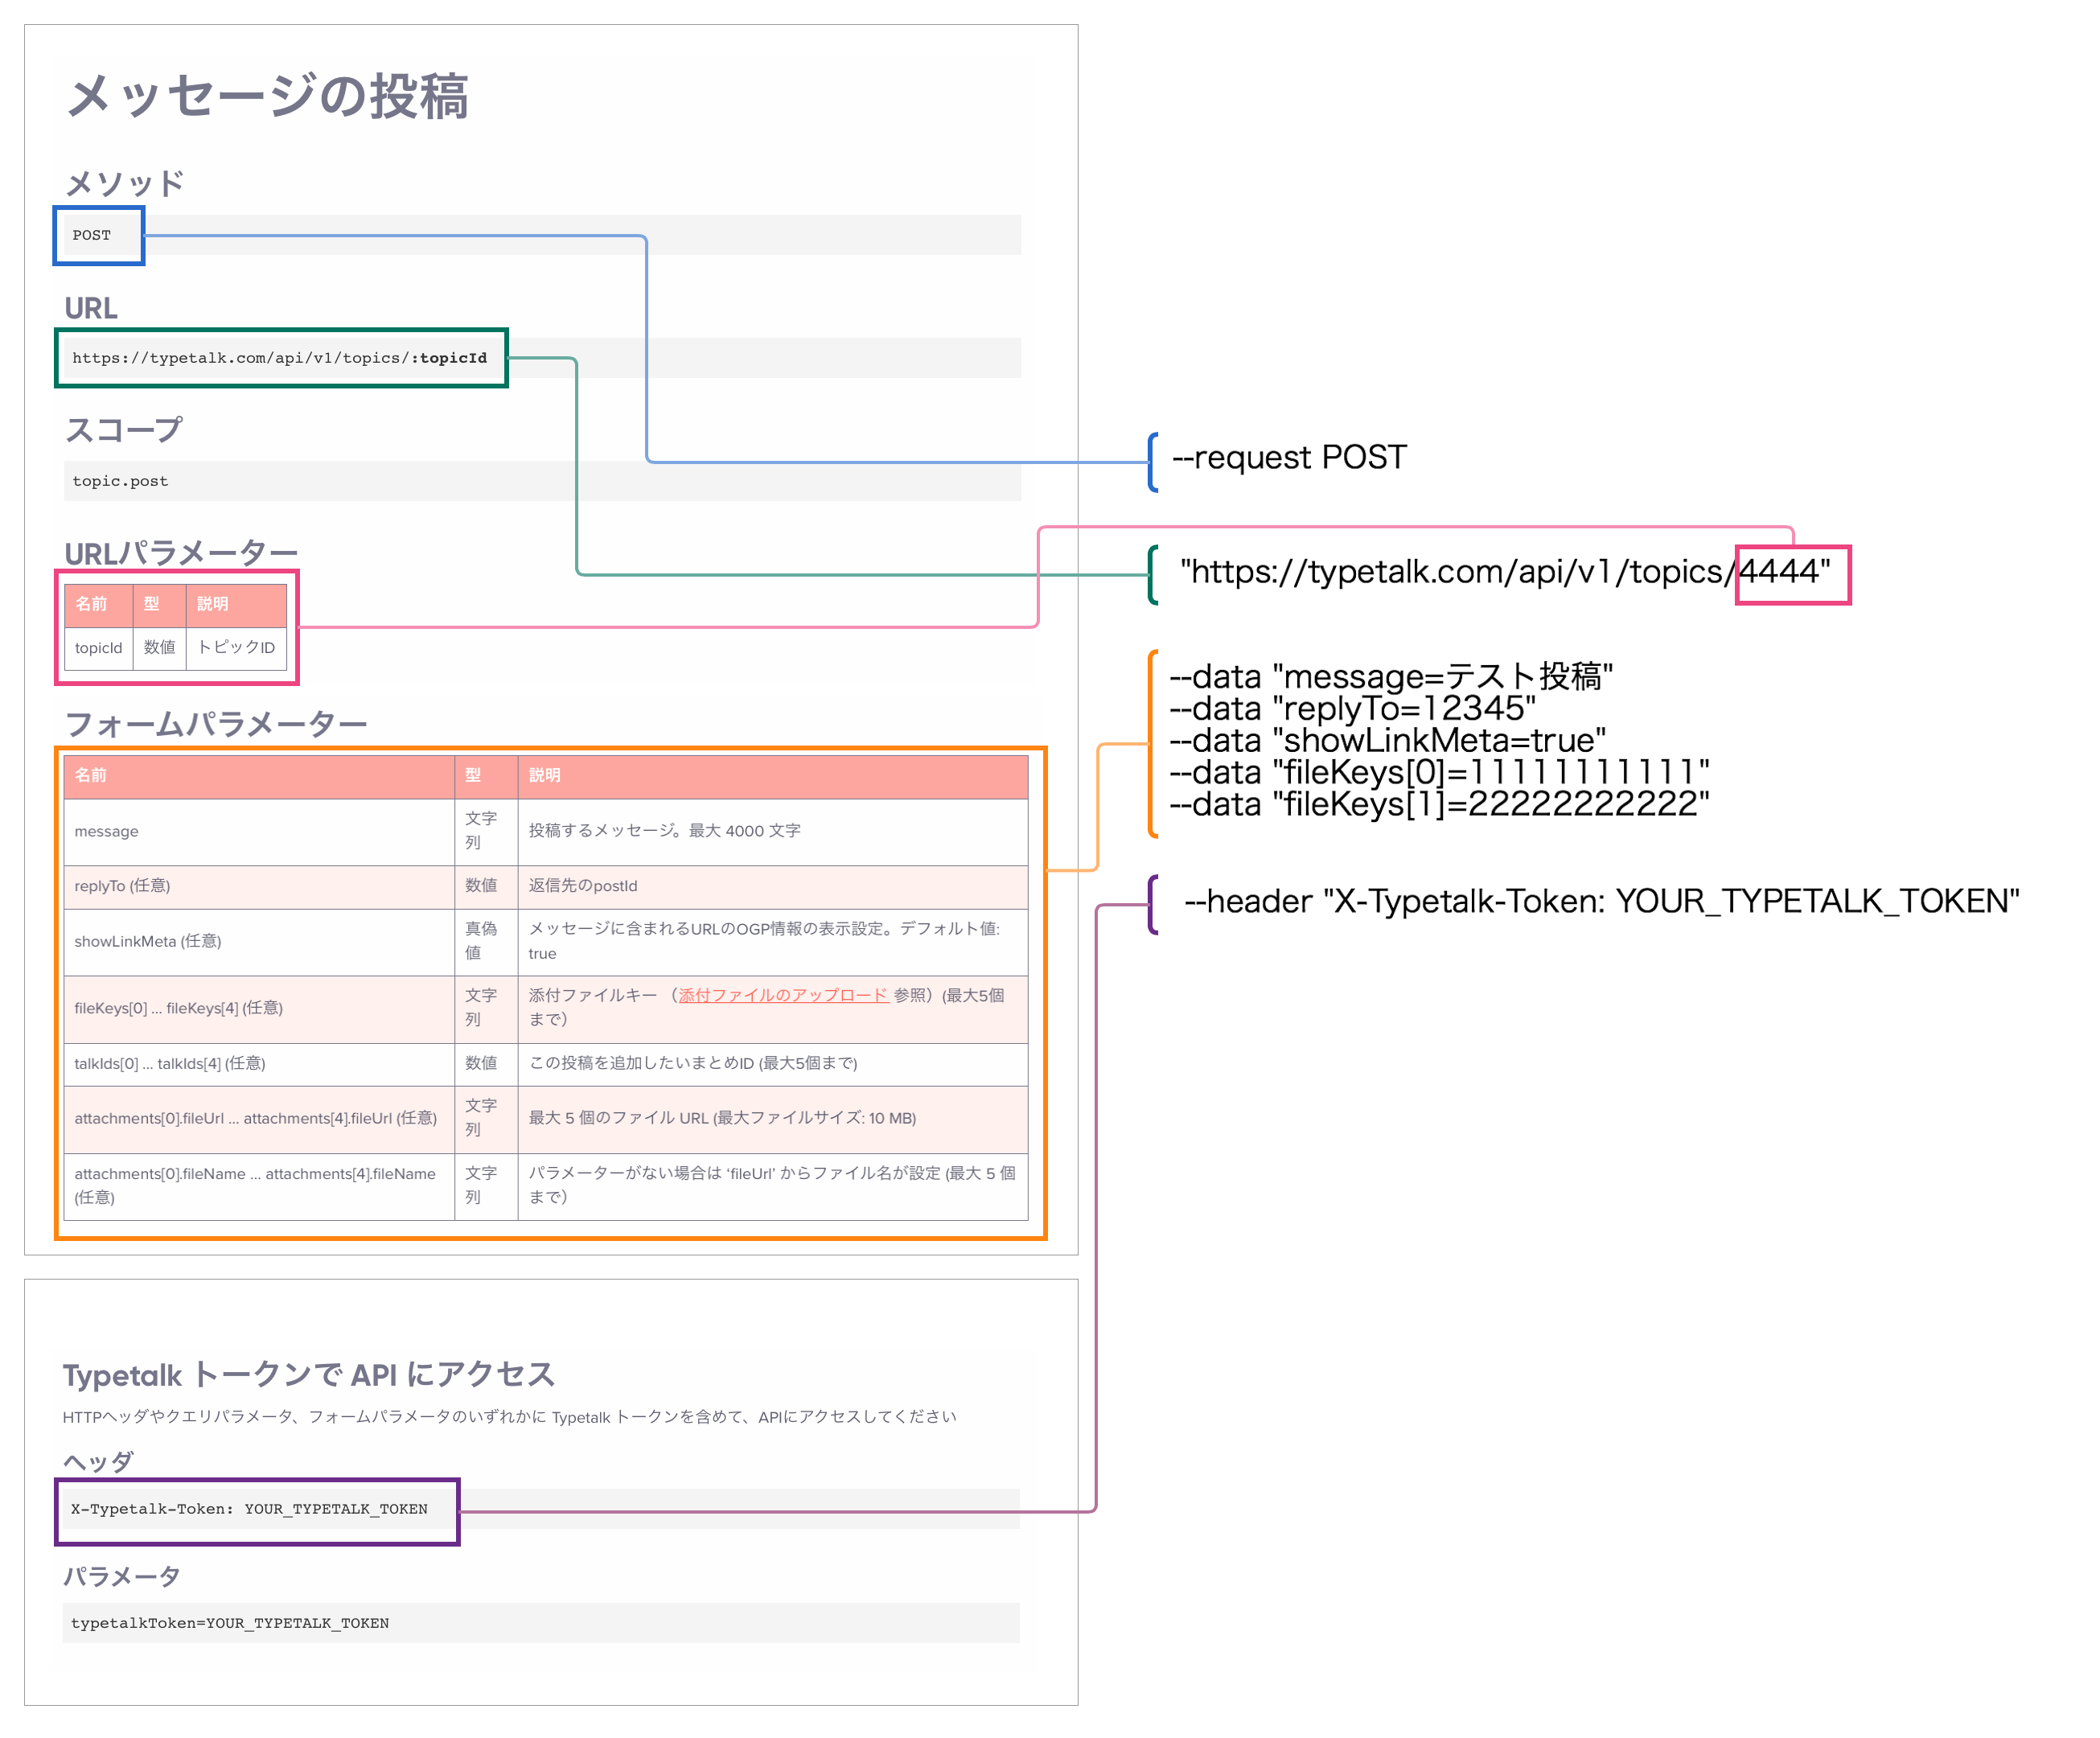 メッセージの投稿
メソッド
POST
URL
https://typetalk.com/api/v1/topics/:topicId
スコープ
topic.post
URLパラメーター
名前 型 説明
topicId 数値 トピックID
フォームパラメーター
名前 型 説明
message 文字列 投稿するメッセージ。最大 4000 文字
replyTo (任意) 数値 返信先のpostId
showLinkMeta (任意) 真偽値 メッセージに含まれるURLのOGP情報の表示設定。デフォルト値: true
fileKeys[0] ... fileKeys[4] (任意) 文字列 添付ファイルキー （添付ファイルのアップロード 参照）(最大5個まで）
talkIds[0] ... talkIds[4] (任意) 数値 この投稿を追加したいまとめID (最大5個まで)
attachments[0].fileUrl ... attachments[4].fileUrl (任意) 文字列 最大 5 個のファイル URL (最大ファイルサイズ: 10 MB)
attachments[0].fileName ... attachments[4].fileName (任意) 文字列 パラメーターがない場合は ‘fileUrl’ からファイル名が設定 (最大 5 個まで）
--request POST
"https://typetalk.com/api/v1/topics/4444"
--data "message=テスト投稿"
--data "replyTo=12345"
--data "showLinkMeta=true"
--data "fileKeys[0]=11111111111"
--data "fileKeys[1]=22222222222"
--header "X-Typetalk-Token: YOUR_TYPETALK_TOKEN"
Typetalk トークンで API にアクセス
HTTPヘッダやクエリパラメータ、フォームパラメータのいずれかに Typetalk トークンを含めて、APIにアクセスしてください
ヘッダ
X-Typetalk-Token: YOUR_TYPETALK_TOKEN
パラメータ
typetalkToken=YOUR_TYPETALK_TOKEN